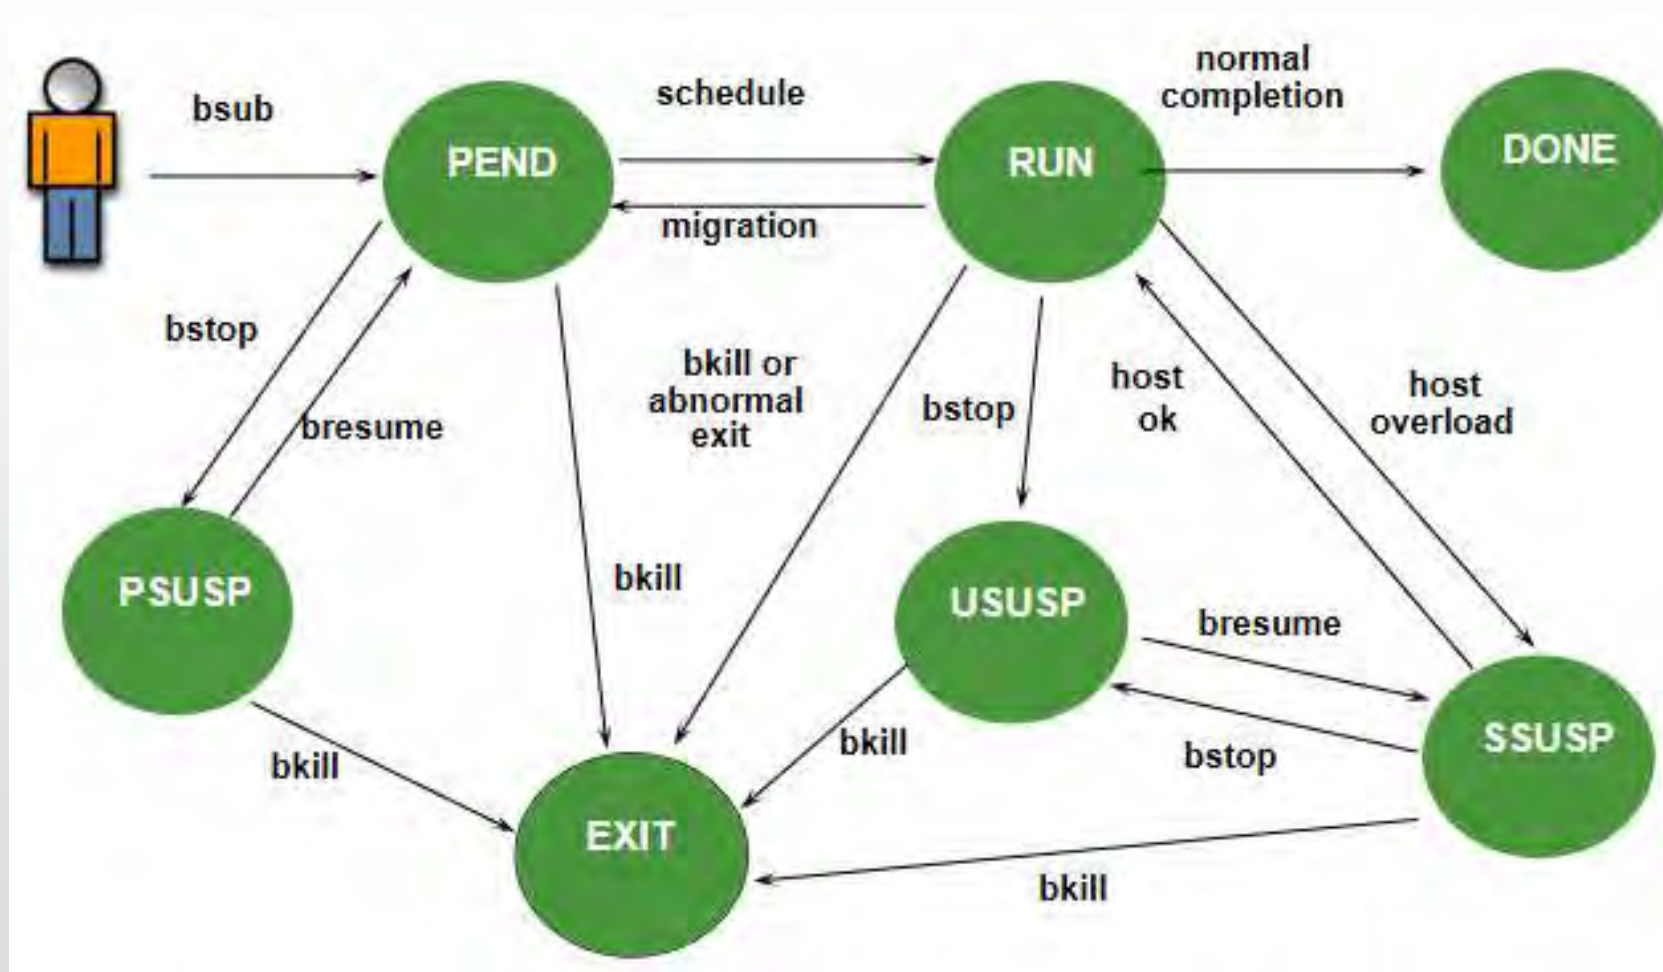 bsub
PEND
schedule
migration
RUN
normal
completion
DONE
bstop
bresume
bkill or
abnormal
exit
bstop
host
ok
host
overload
PSUSP
bkill
USUSP
bresume
bkill
bkill
bstop
SSUSP
EXIT
bkill